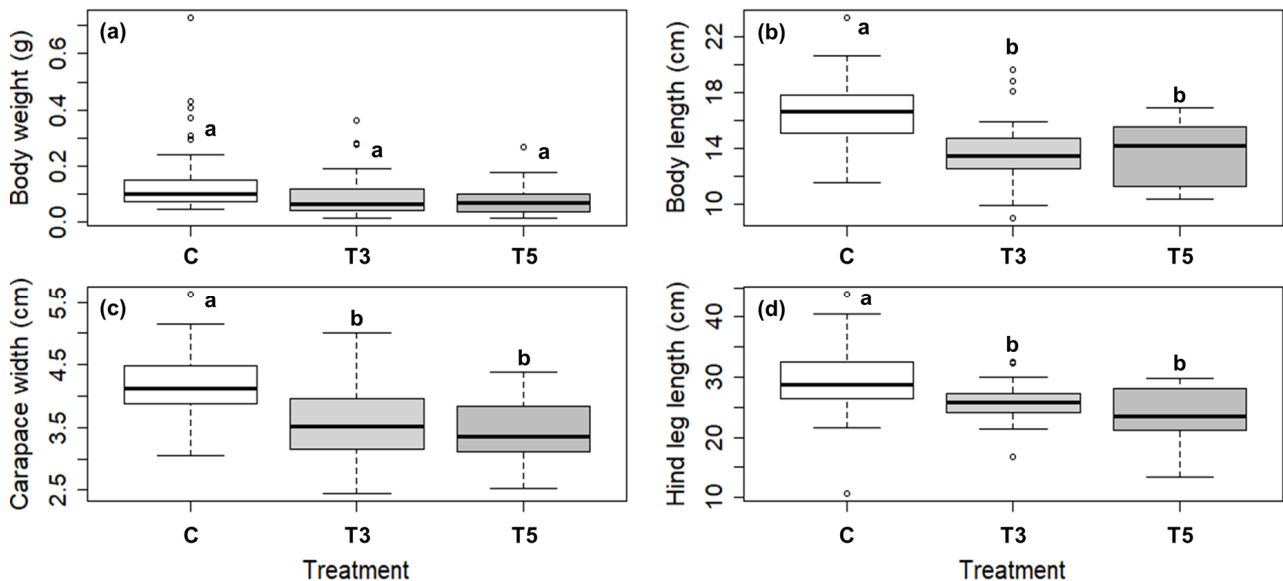 (a)
Body weight (g)
0.0 0.2 0.4 0.6
a a a
C T3 T5
(b)
Body length (cm)
10 14 18 22
a b b
C T3 T5
(c)
Carapace width (cm)
2.5 3.5 4.5 5.5
a b b
C T3 T5
Treatment
(d)
Hind leg length (cm)
10 20 30 40
a b b
C T3 T5
Treatment